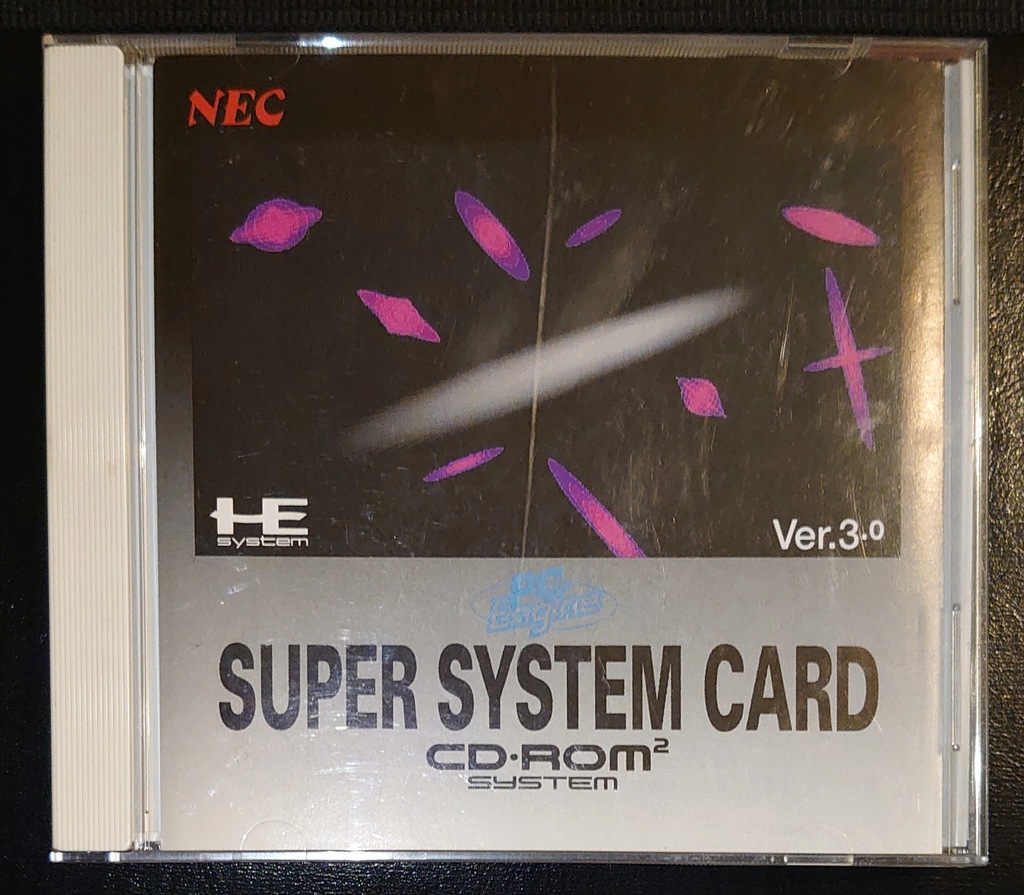 NEC
HE
system
Ver.3.0
PC
Engine
SUPER SYSTEM CARD
CD·ROM²
SYSTEM